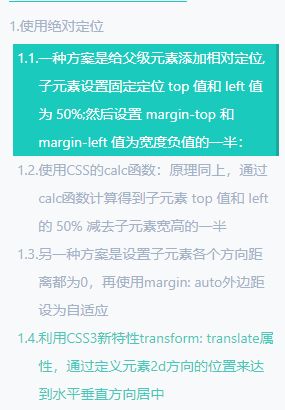 1.使用绝对定位
1.1.一种方案是给父级元素添加相对定位,
子元素设置固定定位 top 值和 left 值
为 50%;然后设置 margin-top 和
margin-left 值为宽度负值的一半：
1.2.使用CSS的calc函数：原理同上，通过
calc函数计算得到子元素 top 值和 left
的 50% 减去子元素宽高的一半
1.3.另一种方案是设置子元素各个方向距
离都为0，再使用margin: auto外边距
设为自适应
1.4.利用CSS3新特性transform: translate属
性，通过定义元素2d方向的位置来达
到水平垂直方向居中